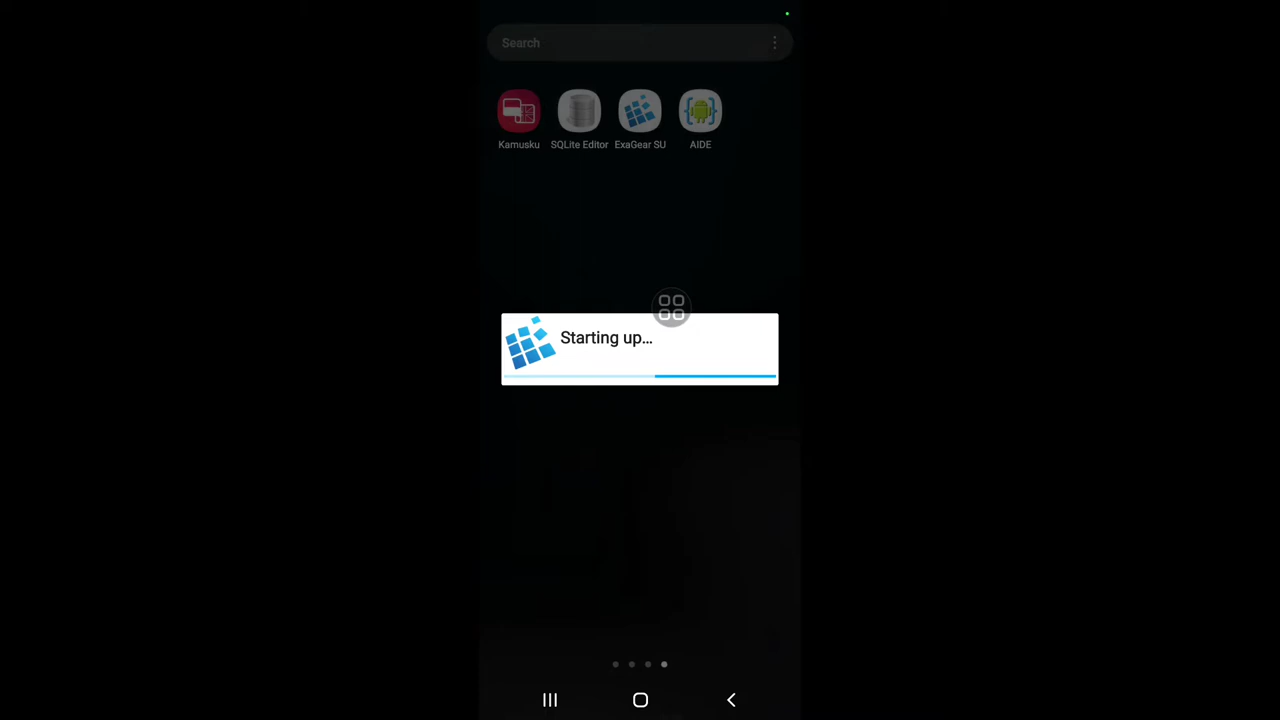 Search
Kamusku
SQLite Editor
ExaGear SU
AIDE
Starting up...